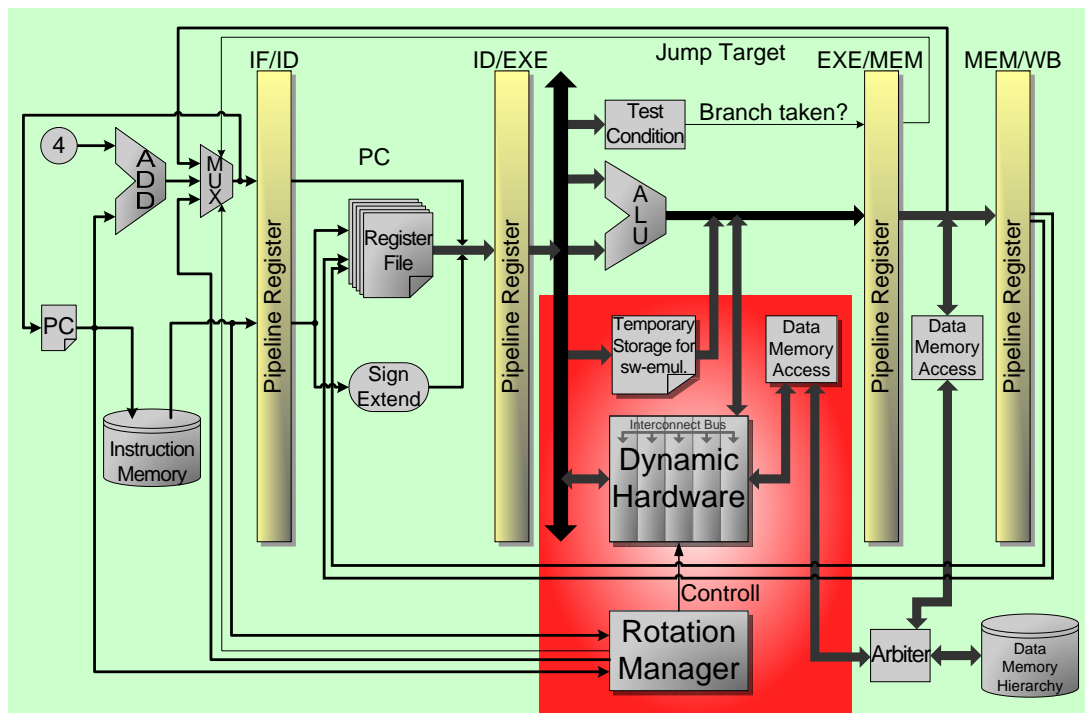 Jump Target
IF/ID
ID/EXE
EXE/MEM
MEM/WB
4
ADD
MUX
PC
Test
Condition
Branch taken?
ALU
Register
File
Pipeline Register
Pipeline Register
Pipeline Register
Pipeline Register
PC
Temporary
Storage for
sw-emul.
Data
Memory
Access
Data
Memory
Access
Sign
Extend
Instruction
Memory
Interconnect Bus
Dynamic
Hardware
Controll
Rotation
Manager
Arbiter
Data
Memory
Hierarchy